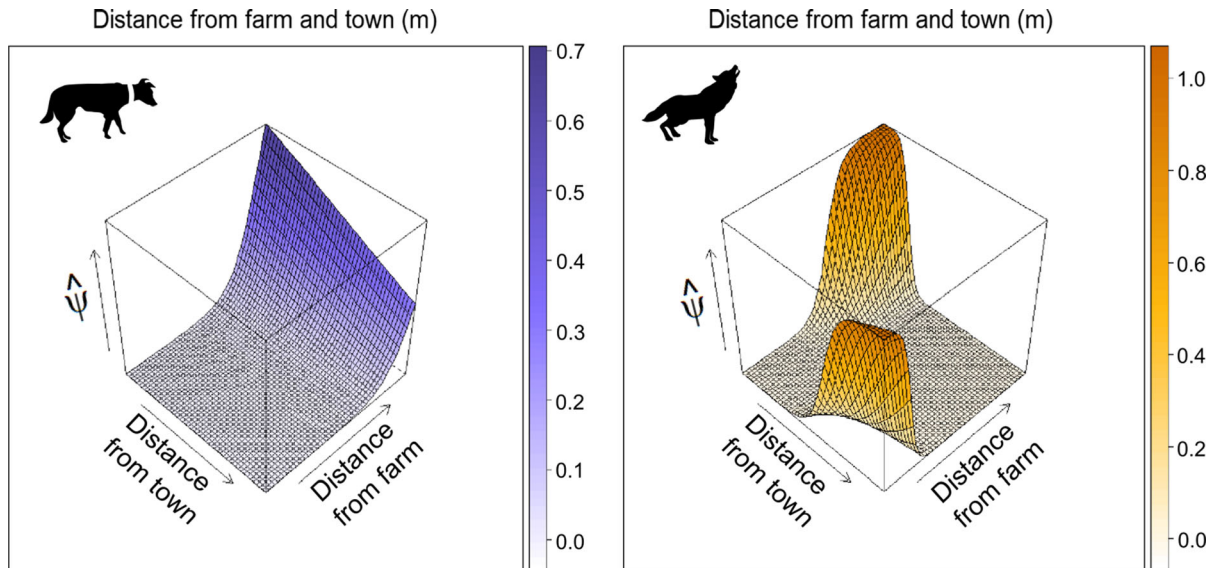 Distance from farm and town (m)
0.7
0.6
0.5
0.4
0.3
0.2
0.1
0.0
ψ̂
Distance
from town
Distance
from farm
Distance from farm and town (m)
1.0
0.8
0.6
0.4
0.2
0.0
ψ̂
Distance
from town
Distance
from farm